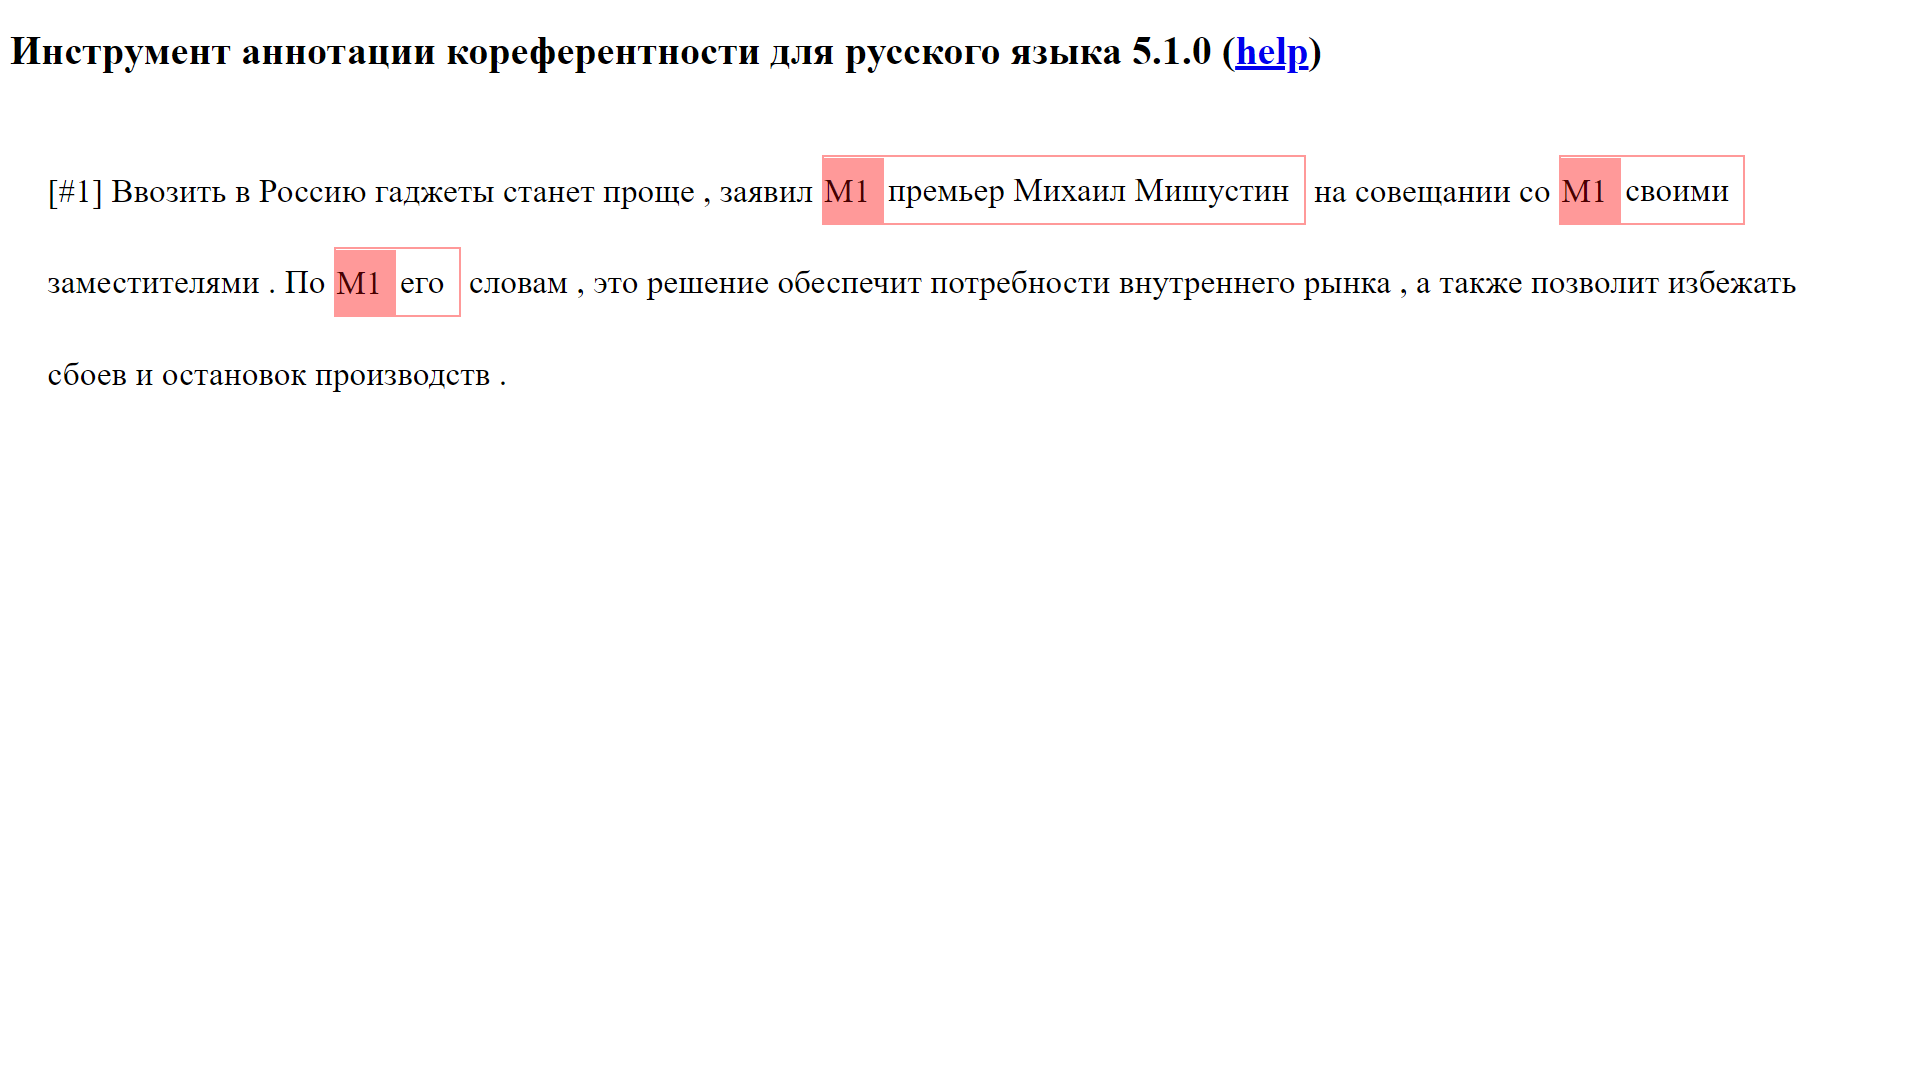 Инструмент аннотации кореферентности для русского языка 5.1.0 (help)
[#1] Ввозить в Россию гаджеты станет проще , заявил M1 премьер Михаил Мишустин на совещании со M1 своими
заместителями . По M1 его словам , это решение обеспечит потребности внутреннего рынка , а также позволит избежать
сбоев и остановок производств .